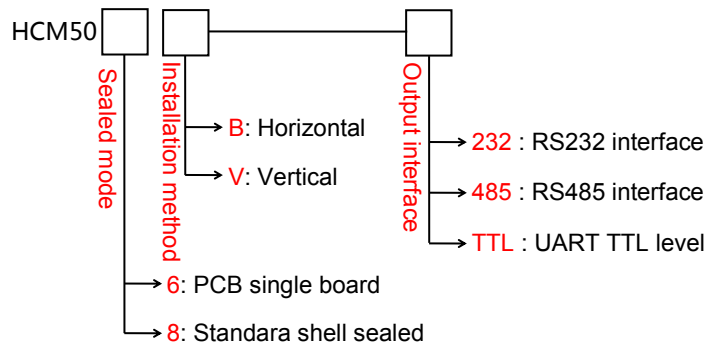 HCM50
Sealed mode
Installation method
Output interface
B: Horizontal
V: Vertical
232 : RS232 interface
485 : RS485 interface
TTL : UART TTL level
6: PCB single board
8: Standara shell sealed